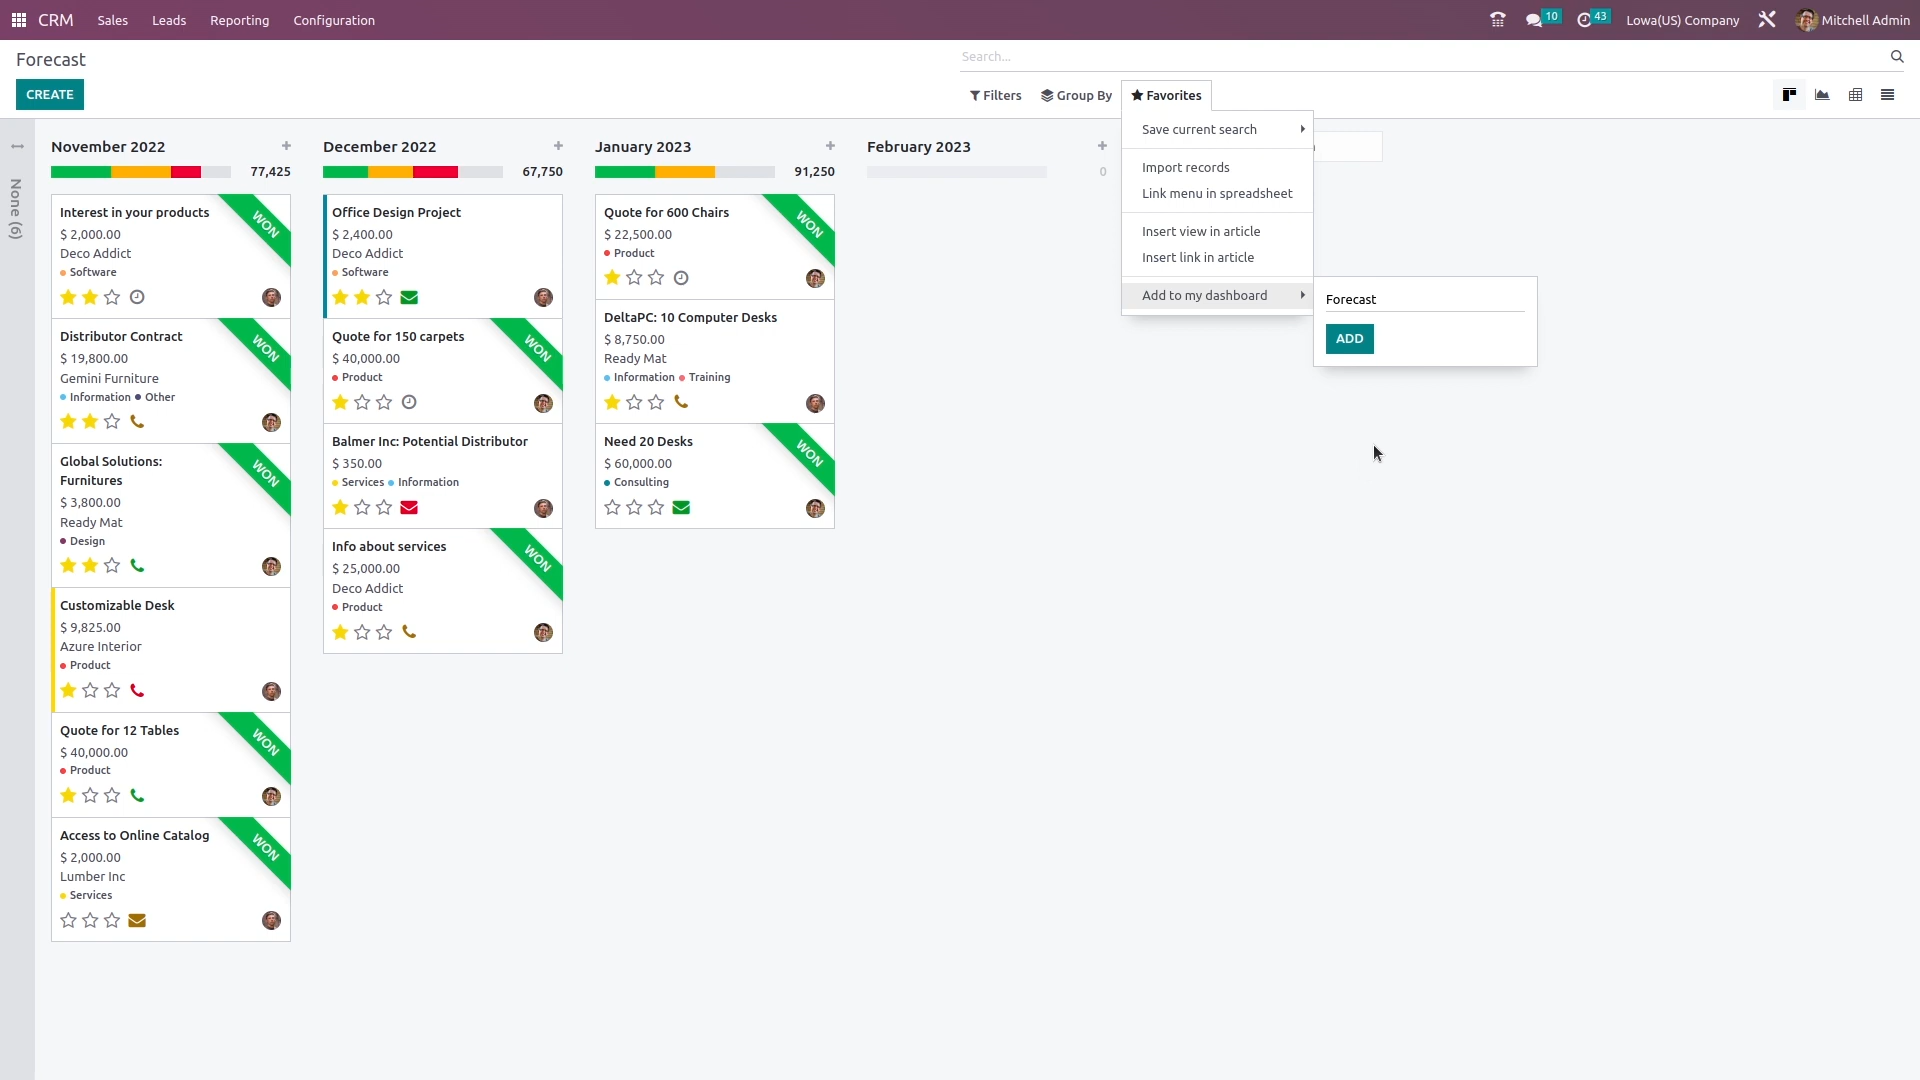 CRM Sales Leads Reporting Configuration 10 43 Lowa(US) Company Mitchell Admin
Forecast
Search...
CREATE
Filters Group By Favorites
Save current search
Import records
Link menu in spreadsheet
Insert view in article
Insert link in article
Add to my dashboard
Forecast
ADD
None (6)
November 2022
77,425
Interest in your products
$ 2,000.00
Deco Addict
Software
WON
Distributor Contract
$ 19,800.00
Gemini Furniture
Information Other
WON
Global Solutions:
Furnitures
$ 3,800.00
Ready Mat
Design
WON
Customizable Desk
$ 9,825.00
Azure Interior
Product
Quote for 12 Tables
$ 40,000.00
Product
WON
Access to Online Catalog
$ 2,000.00
Lumber Inc
Services
WON
December 2022
67,750
Office Design Project
$ 2,400.00
Deco Addict
Software
Quote for 150 carpets
$ 40,000.00
Product
WON
Balmer Inc: Potential Distributor
$ 350.00
Services Information
Info about services
$ 25,000.00
Deco Addict
Product
WON
January 2023
91,250
Quote for 600 Chairs
$ 22,500.00
Product
WON
DeltaPC: 10 Computer Desks
$ 8,750.00
Ready Mat
Information Training
Need 20 Desks
$ 60,000.00
Consulting
WON
February 2023
0